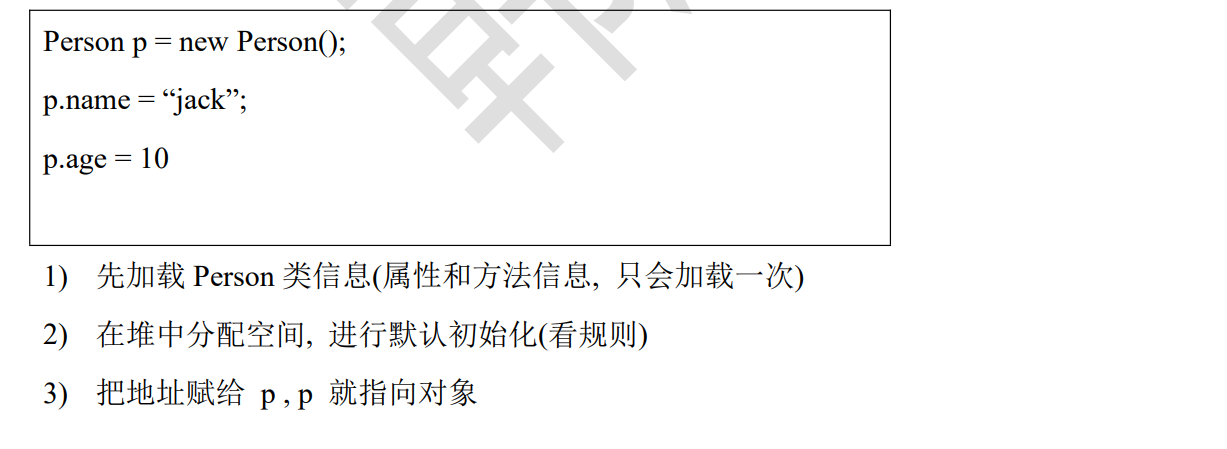 Person p = new Person();
p.name = “jack”;
p.age = 10
1) 先加载 Person 类信息(属性和方法信息, 只会加载一次)
2) 在堆中分配空间, 进行默认初始化(看规则)
3) 把地址赋给 p , p 就指向对象